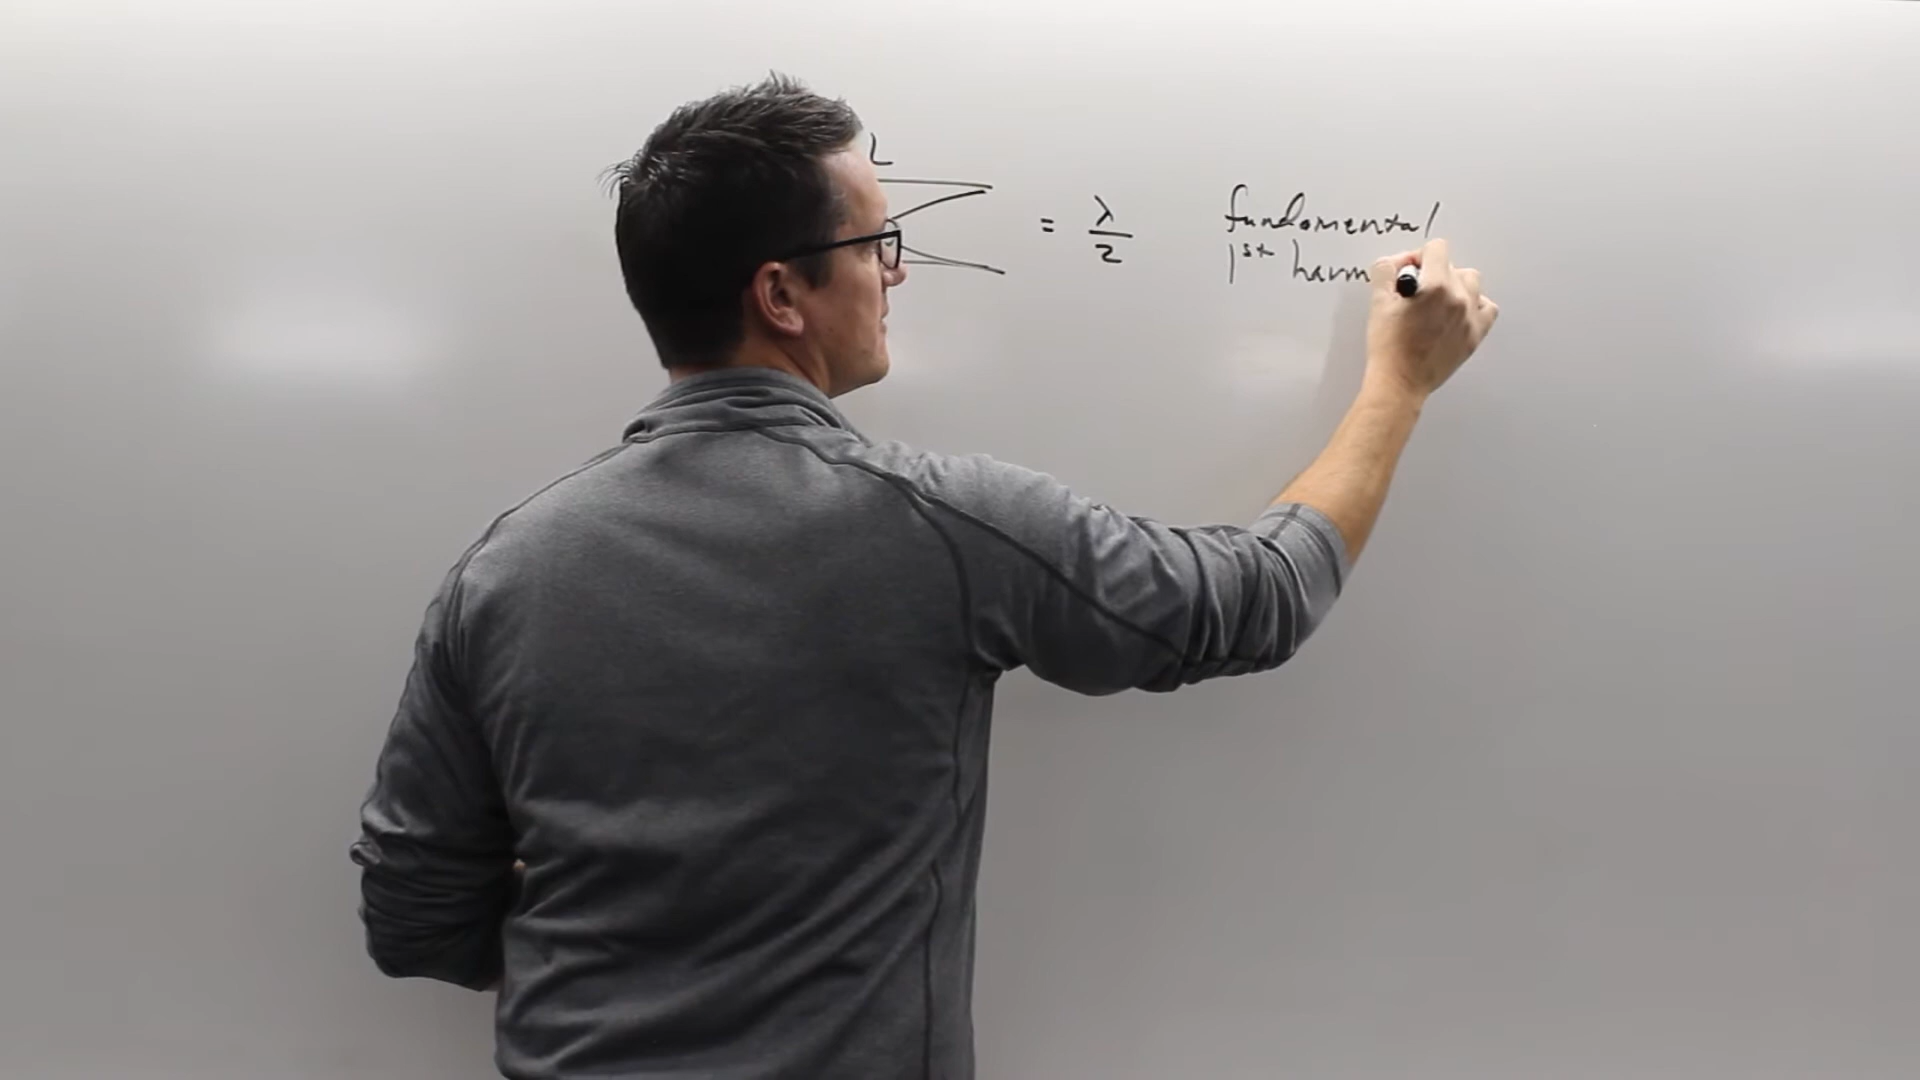 L
= λ/2 fundamental
1st harm